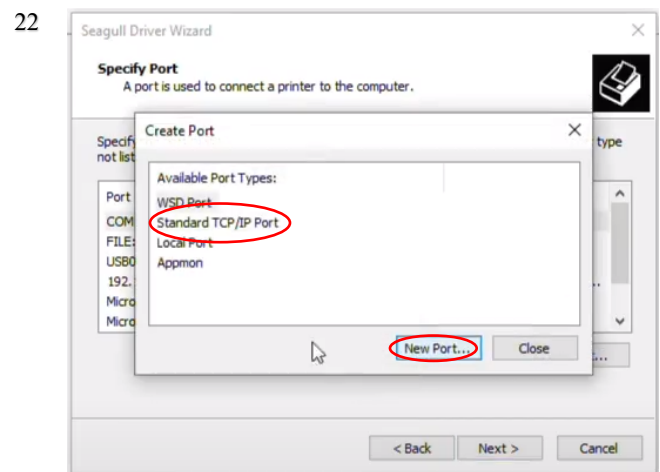 22
Seagull Driver Wizard
Specify Port
A port is used to connect a printer to the computer.
Specify type
not list
Create Port
Available Port Types:
WSD Port
Standard TCP/IP Port
Local Port
Appmon
Port
COM
FILE:
USB0
192.
Micro
Micro
New Port...
Close
< Back
Next >
Cancel